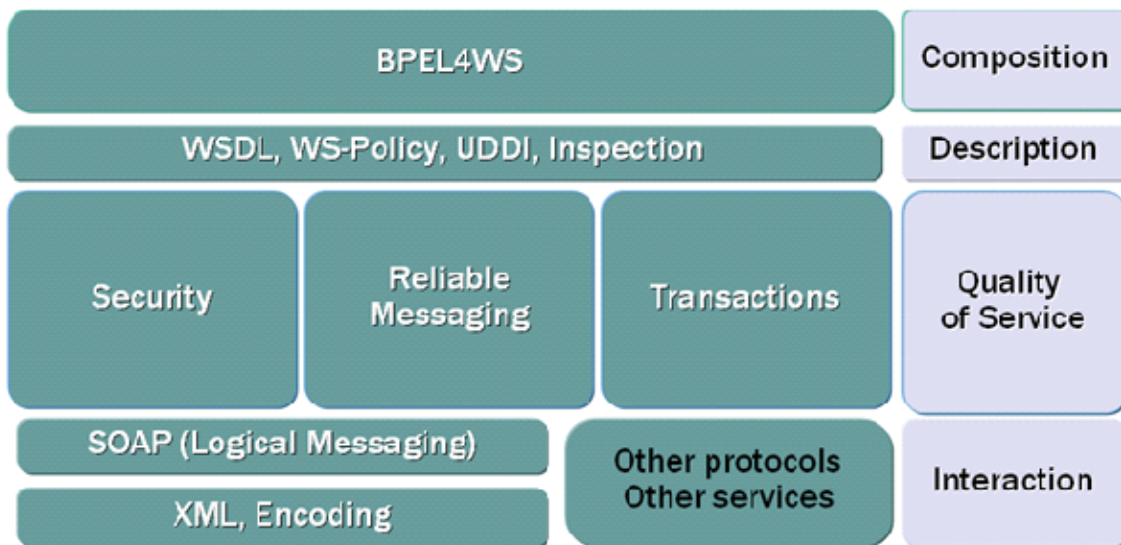 BPEL4WS
Composition
WSDL, WS-Policy, UDDI, Inspection
Description
Security
Reliable
Messaging
Transactions
Quality
of Service
SOAP (Logical Messaging)
XML, Encoding
Other protocols
Other services
Interaction